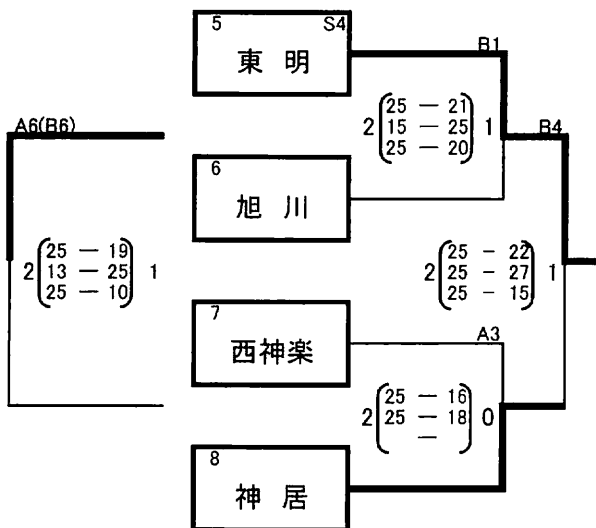 5 S4
東 明
B1
2 25 — 21 1
15 — 25
25 — 20
B4
6
旭 川
A6(B6)
2 25 — 19 1
13 — 25
25 — 10
2 25 - 22 1
25 - 27
25 - 15
7
西神楽
A3
2 25 — 16 0
25 — 18
—
8
神 居